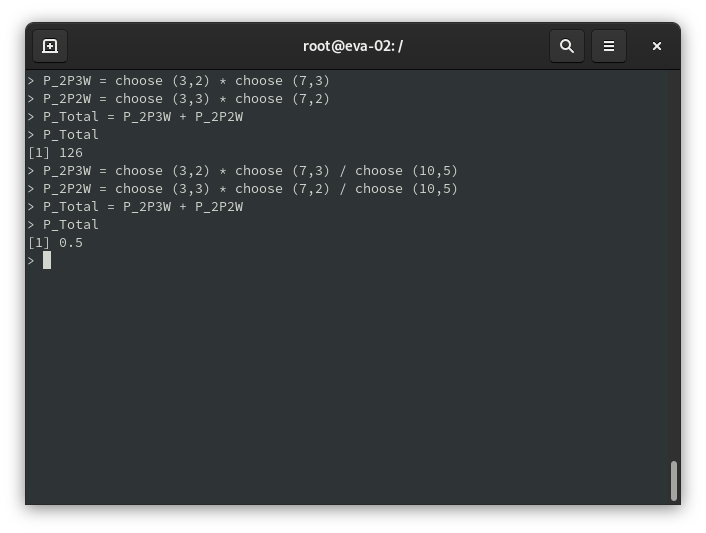 root@eva-02: /
> P_2P3W = choose (3,2) * choose (7,3)
> P_2P2W = choose (3,3) * choose (7,2)
> P_Total = P_2P3W + P_2P2W
> P_Total
[1] 126
> P_2P3W = choose (3,2) * choose (7,3) / choose (10,5)
> P_2P2W = choose (3,3) * choose (7,2) / choose (10,5)
> P_Total = P_2P3W + P_2P2W
> P_Total
[1] 0.5
>